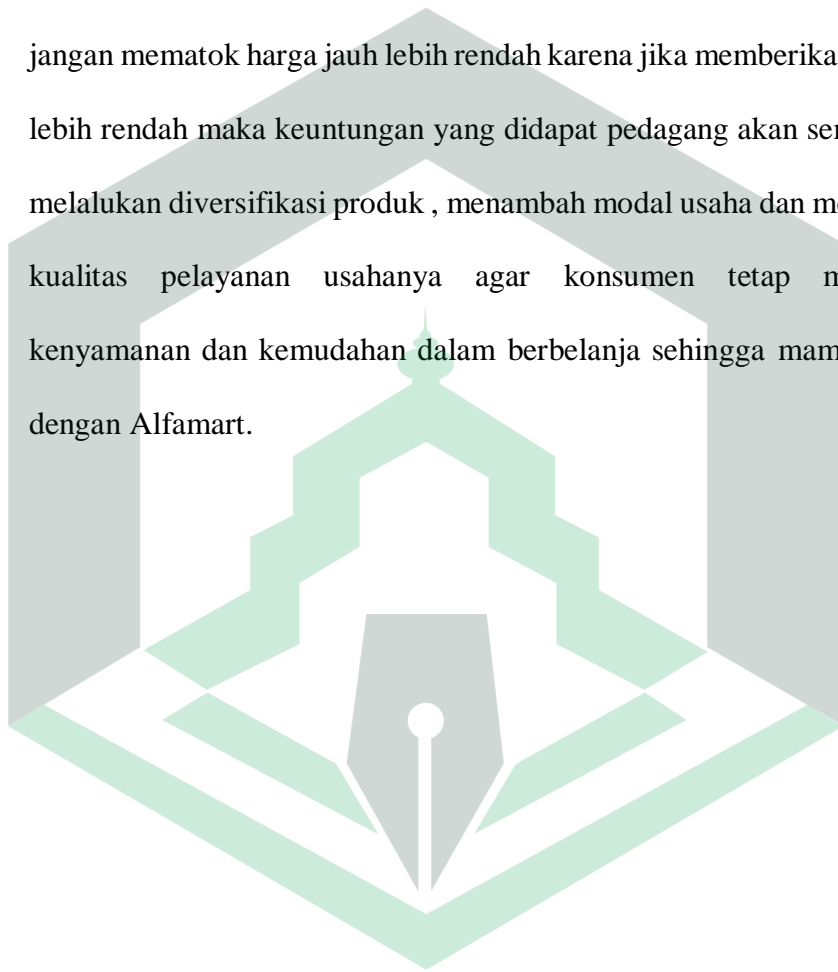 jangan mematok harga jauh lebih rendah karena jika memberika
lebih rendah maka keuntungan yang didapat pedagang akan
melalukan diversifikasi produk , menambah modal usaha dan
kualitas pelayanan usahanya agar konsumen tetap
kenyamanan dan kemudahan dalam berbelanja sehingga
dengan Alfamart.